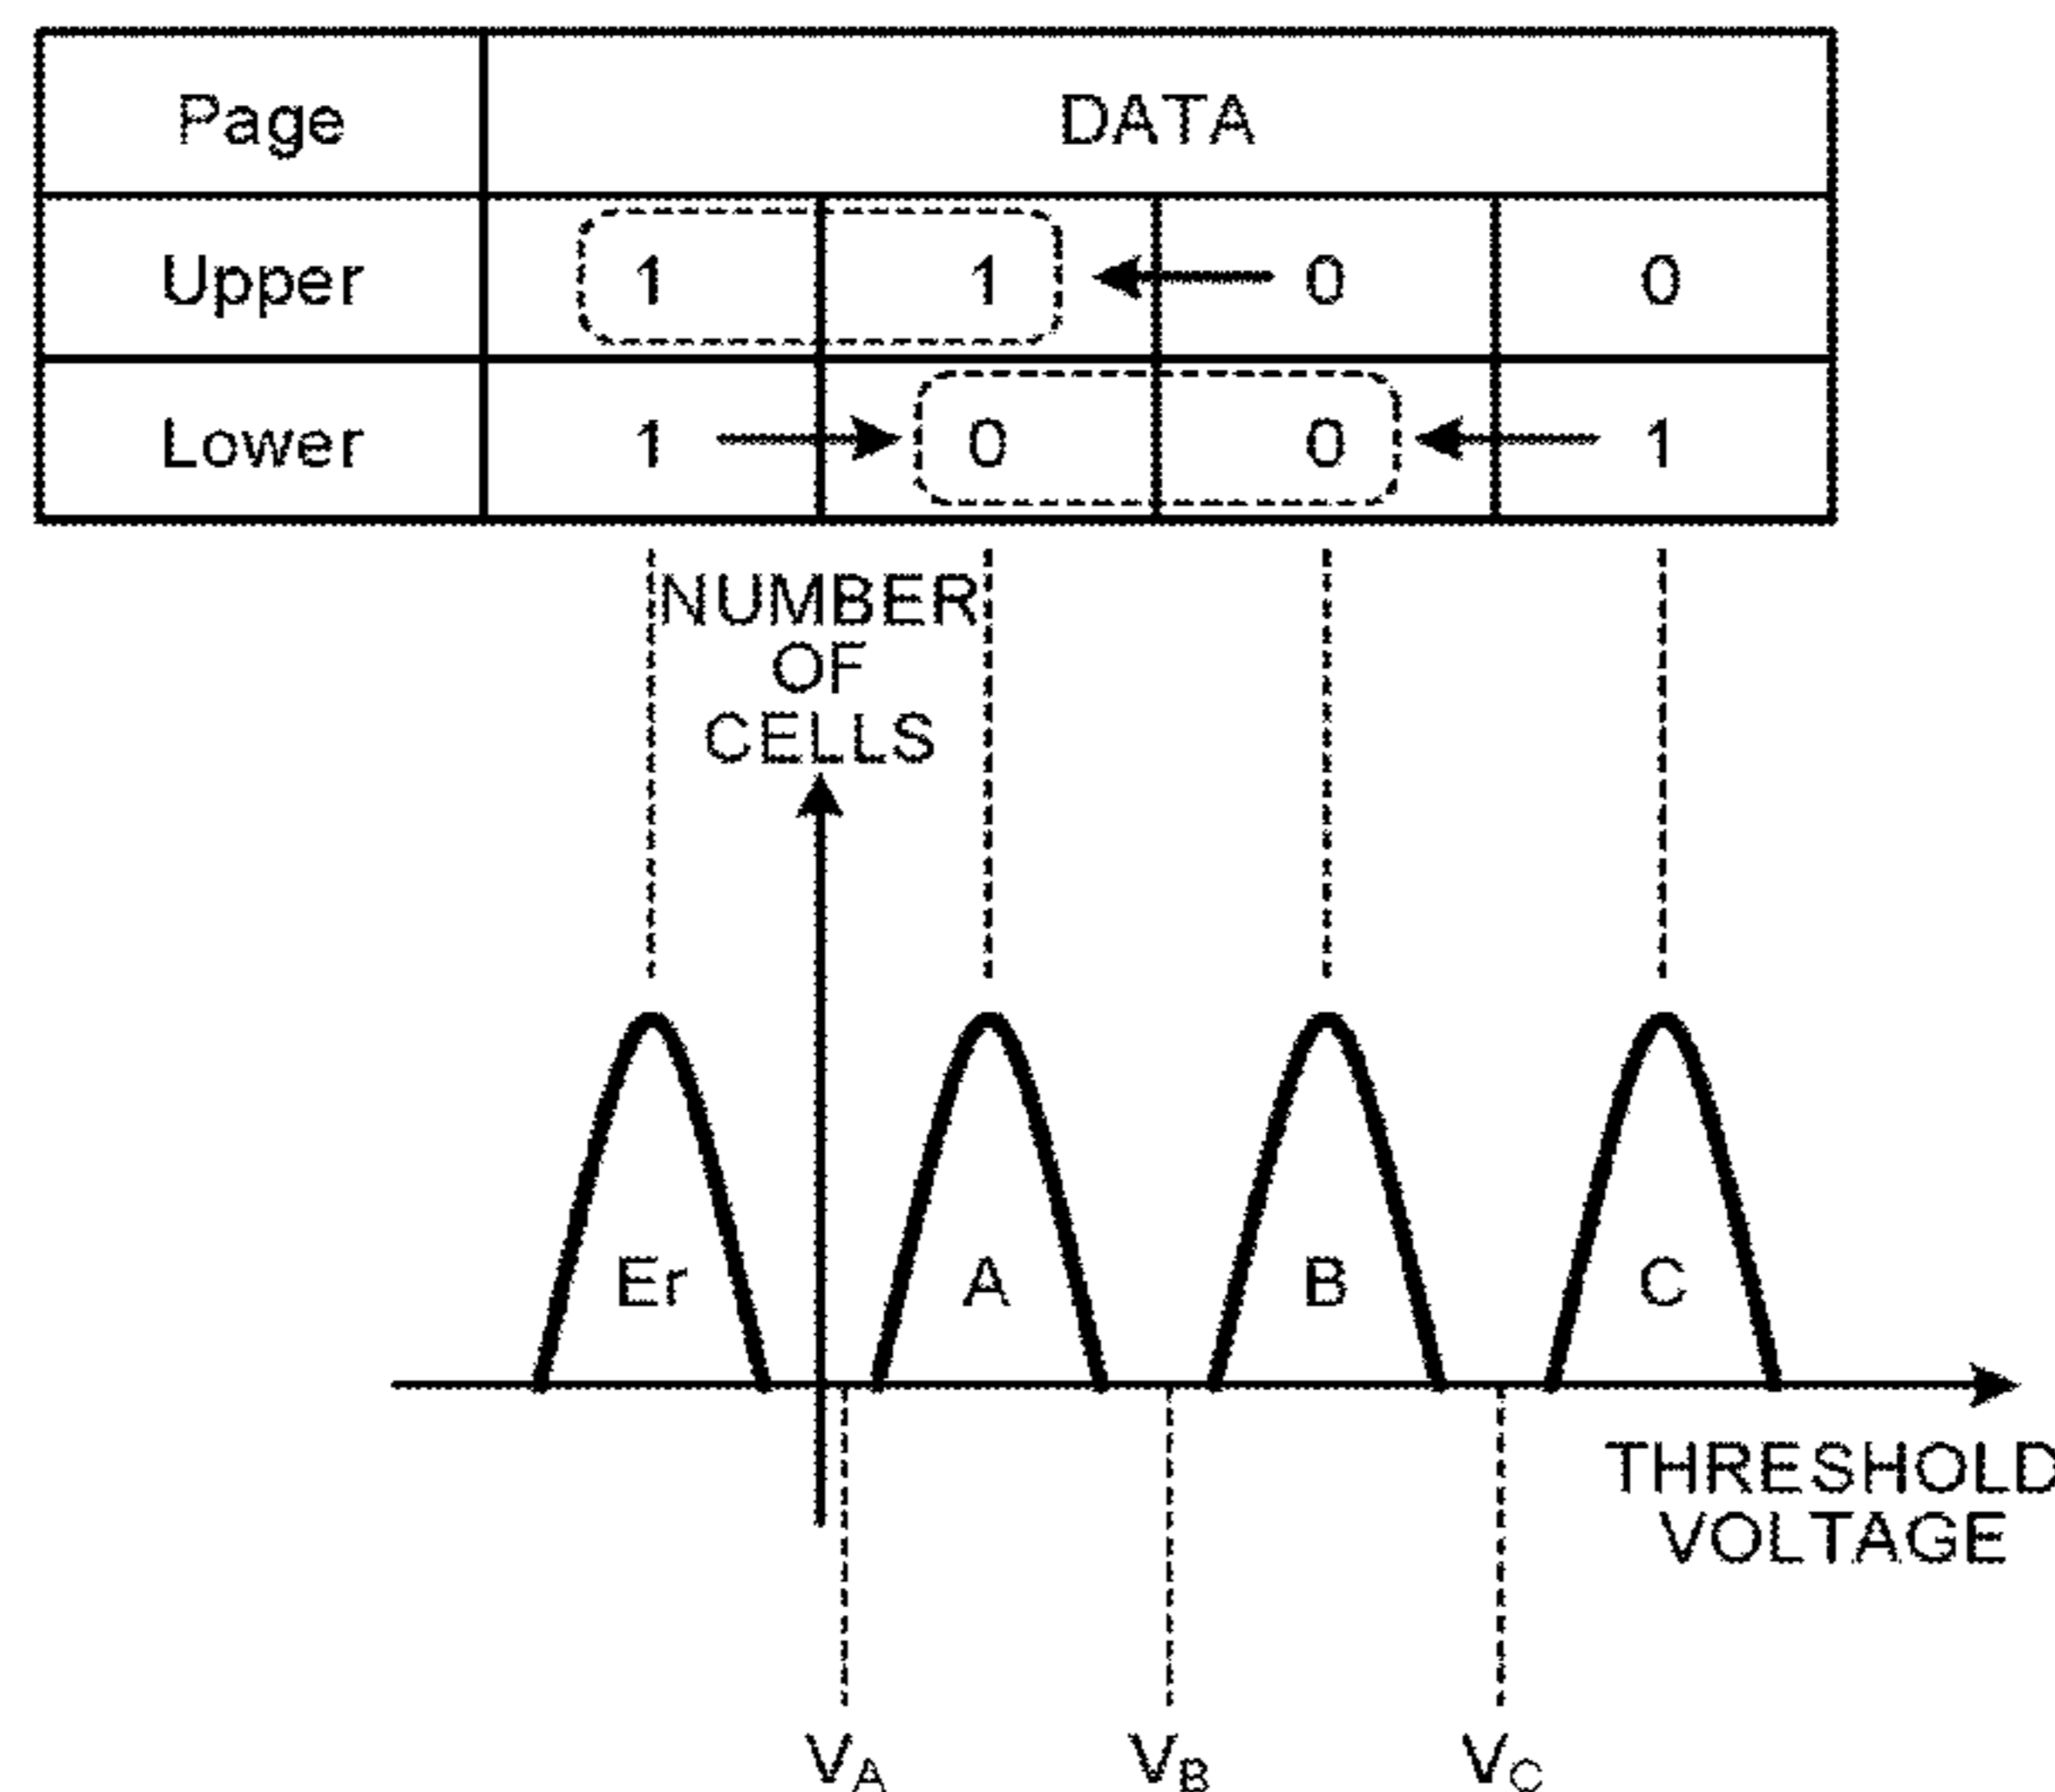 Page DATA
Upper 1 1 0 0
Lower 1 0 0 1
NUMBER
OF
CELLS
Er A B C
THRESHOLD
VOLTAGE
VA VB VC